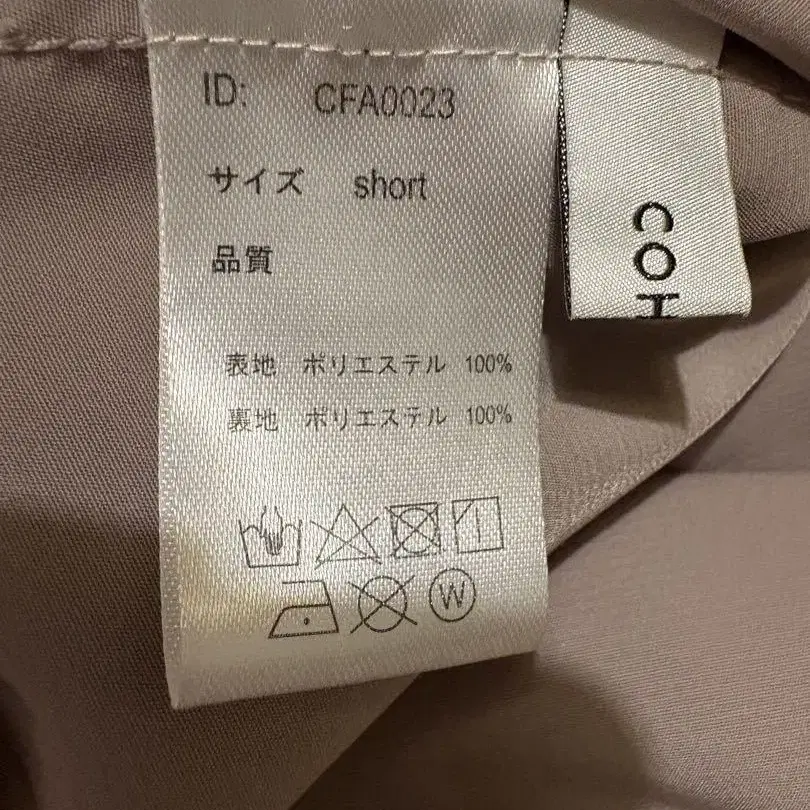 ID: CFA0023
サイズ short
品質
表地 ポリエステル 100%
裏地 ポリエステル 100%
W
COH